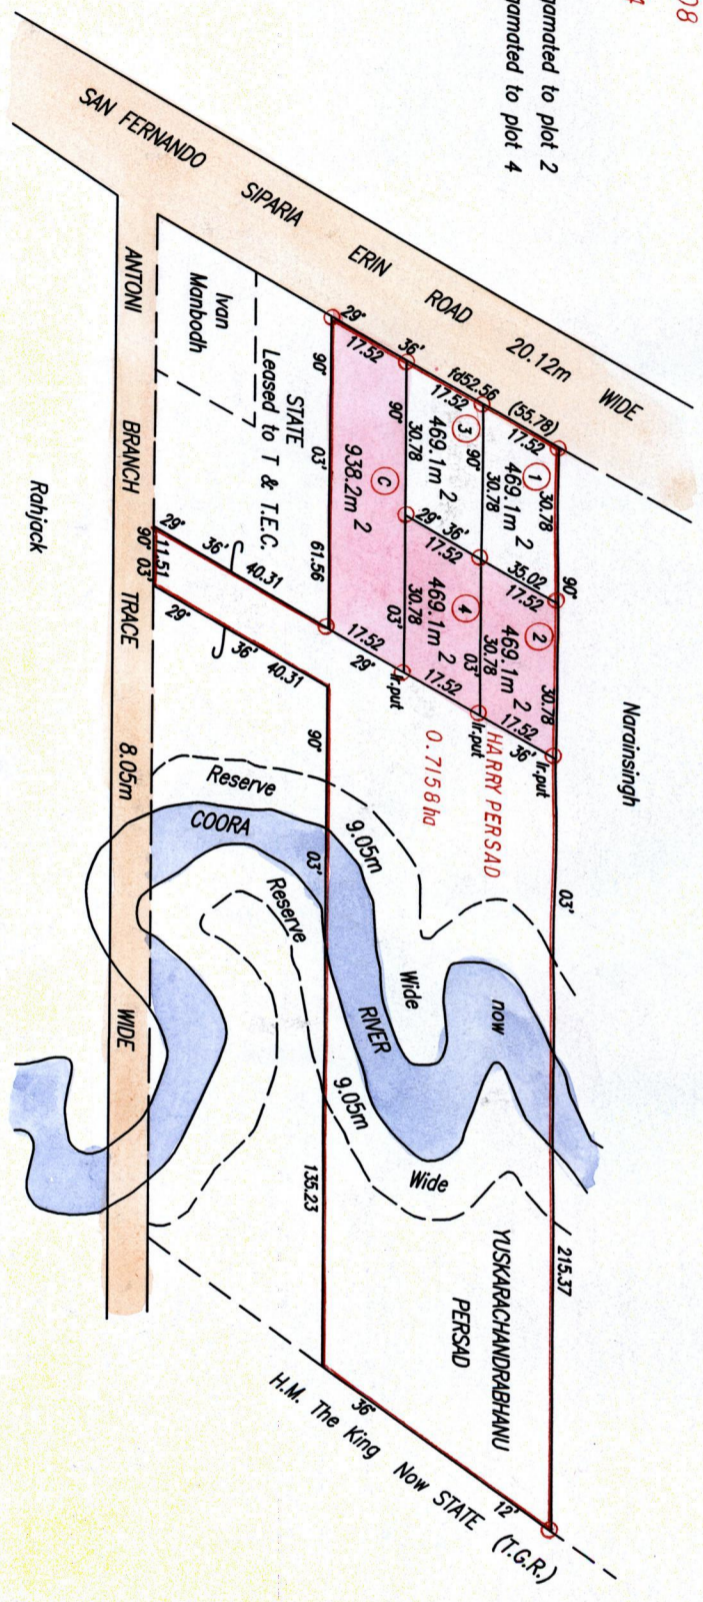 08
4
gamated to plot 2
gamated to plot 4
SAN FERNANDO SIPARIA ERIN ROAD 20.12m WIDE
ANTONI BRANCH TRACE 8.05m WIDE
Ivan
Manbodh
STATE
Leased to T & T.E.C.
Rahjack
Narainsingh
29' 17.52
36' fd52.56 (55.78)
17.52
17.52
1
30.78
469.1m 2
90'
3
90' 30.78
469.1m 2
35.02
17.52
2
469.1m 2
30.78
17.52
36' Ir.put
90' 30.78
29' 36' 17.52
4
469.1m 2
03' 30.78
17.52
Ir.put
C
938.2m 2
03' 30.78
17.52
29'
Ir.put
90' 03' 61.56
29' 36' 40.31
11.51
90' 03'
29' 36' 40.31
HARRY PERSAD
0.7158 ha
90' 03' 135.23
03' 215.37
Reserve 9.05m Wide
COORA RIVER
now
Reserve 9.05m Wide
YUSKARACHANDRABHANU
PERSAD
36' 12'
H.M. The King Now STATE (T.G.R.)